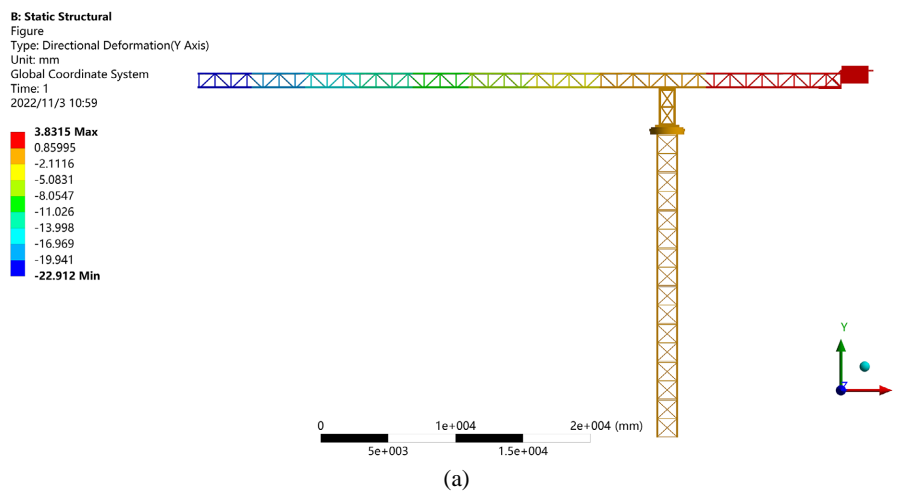 B: Static Structural
Figure
Type: Directional Deformation(Y Axis)
Unit: mm
Global Coordinate System
Time: 1
2022/11/3 10:59
3.8315 Max
0.85995
-2.1116
-5.0831
-8.0547
-11.026
-13.998
-16.969
-19.941
-22.912 Min
Y
Z
0 1e+004 2e+004 (mm)
5e+003 1.5e+004
(a)